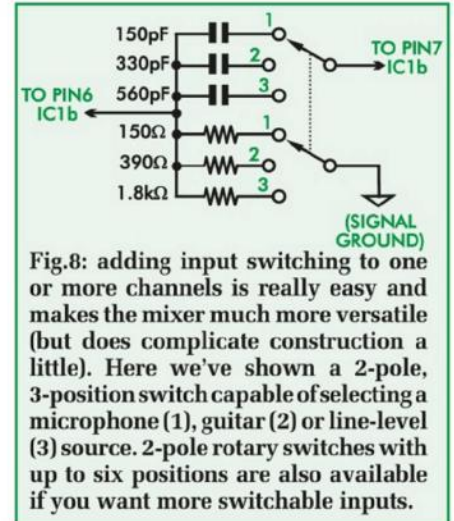 150pF
1
TO PIN7
IC1b
330pF
2
560pF
3
TO PIN6
IC1b
150Ω
1
390Ω
2
1.8kΩ
3
(SIGNAL
GROUND)
Fig.8: adding input switching to one
or more channels is really easy and
makes the mixer much more versatile
(but does complicate construction a
little). Here we've shown a 2-pole,
3-position switch capable of selecting a
microphone (1), guitar (2) or line-level
(3) source. 2-pole rotary switches with
up to six positions are also available
if you want more switchable inputs.